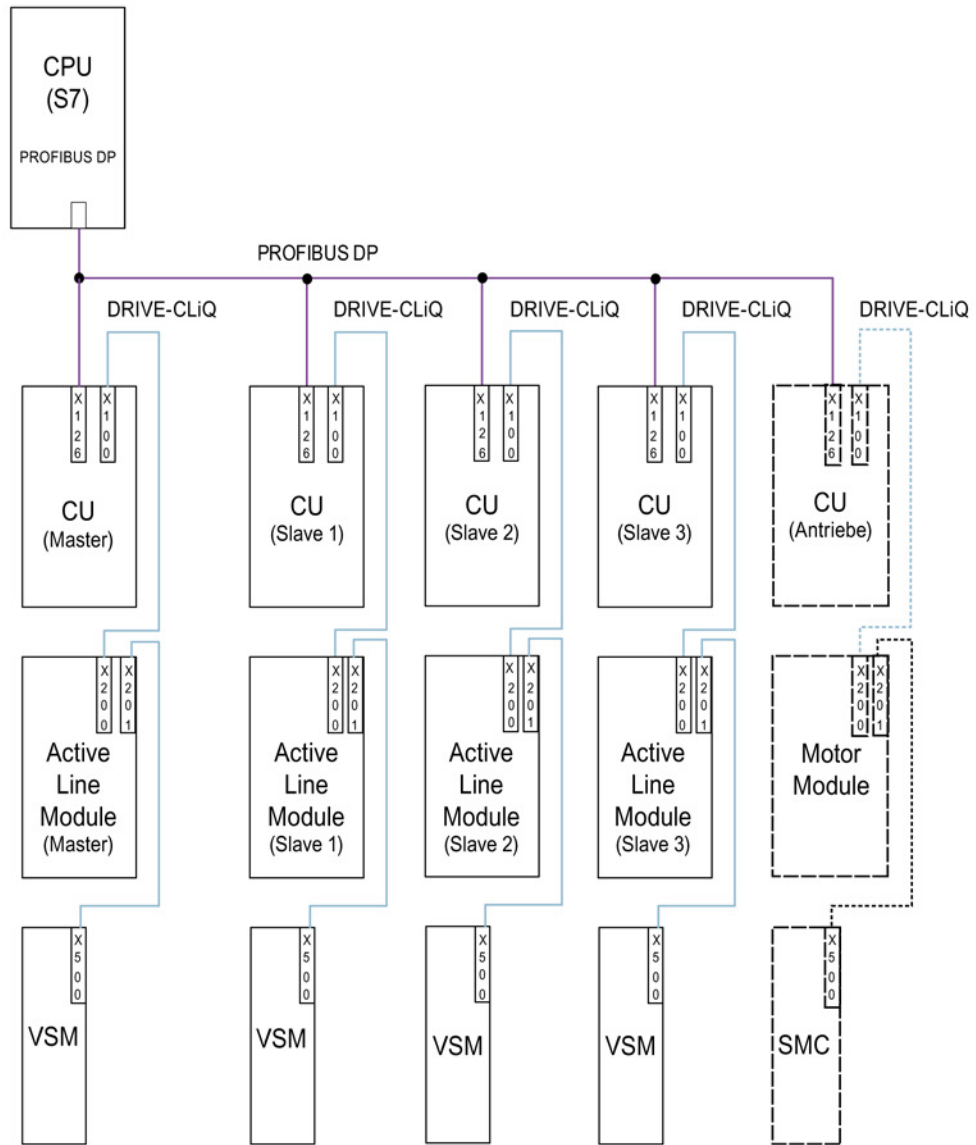 CPU
(S7)
PROFIBUS DP
PROFIBUS DP
DRIVE-CLiQ
DRIVE-CLiQ
DRIVE-CLiQ
DRIVE-CLiQ
DRIVE-CLiQ
X126
X100
X126
X100
X126
X100
X126
X100
X126
X100
CU
(Master)
CU
(Slave 1)
CU
(Slave 2)
CU
(Slave 3)
CU
(Antriebe)
X200
X201
X200
X201
X200
X201
X200
X201
X200
X201
Active
Line
Module
(Master)
Active
Line
Module
(Slave 1)
Active
Line
Module
(Slave 2)
Active
Line
Module
(Slave 3)
Motor
Module
X500
X500
X500
X500
X500
VSM
VSM
VSM
VSM
SMC